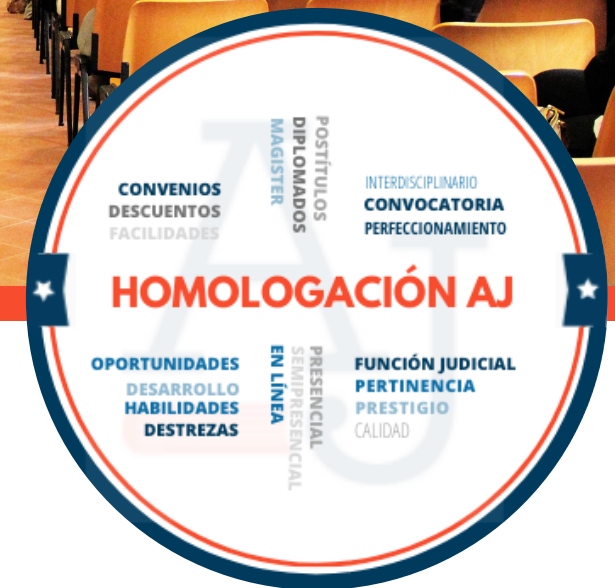 POSTÍTULOS
DIPLOMADOS
MAGISTER
CONVENIOS
DESCUENTOS
FACILIDADES
INTERDISCIPLINARIO
CONVOCATORIA
PERFECCIONAMIENTO
HOMOLOGACIÓN AJ
OPORTUNIDADES
DESARROLLO
HABILIDADES
DESTREZAS
PRESENCIAL
SEMIPRESENCIAL
EN LÍNEA
FUNCIÓN JUDICIAL
PERTINENCIA
PRESTIGIO
CALIDAD
AJ